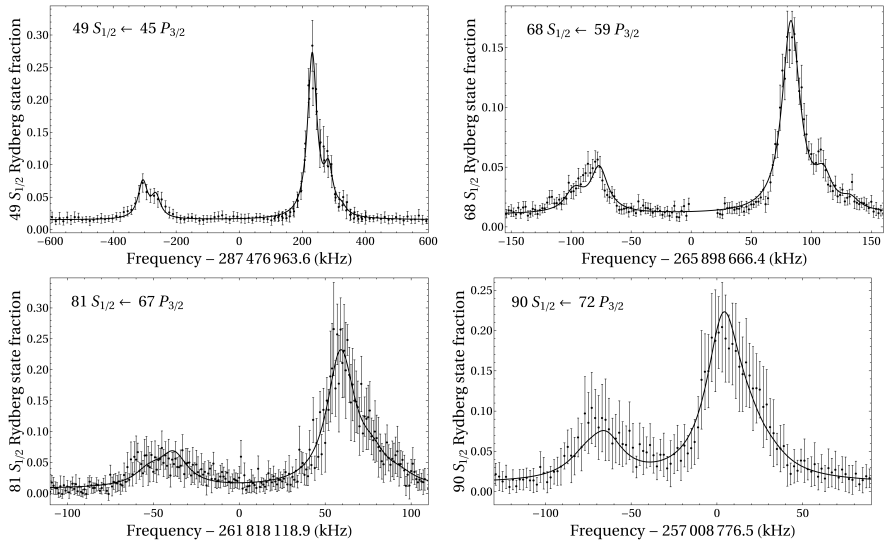 49 S1/2 ← 45 P3/2
49 S1/2 Rydberg state fraction
0.30
0.25
0.20
0.15
0.10
0.05
0.00
−600 −400 −200 0 200 400 600
Frequency − 287 476 963.6 (kHz)
68 S1/2 ← 59 P3/2
68 S1/2 Rydberg state fraction
0.15
0.10
0.05
0.00
−150 −100 −50 0 50 100 150
Frequency − 265 898 666.4 (kHz)
81 S1/2 ← 67 P3/2
81 S1/2 Rydberg state fraction
0.30
0.25
0.20
0.15
0.10
0.05
0.00
−100 −50 0 50 100
Frequency − 261 818 118.9 (kHz)
90 S1/2 ← 72 P3/2
90 S1/2 Rydberg state fraction
0.25
0.20
0.15
0.10
0.05
0.00
−100 −50 0 50
Frequency − 257 008 776.5 (kHz)